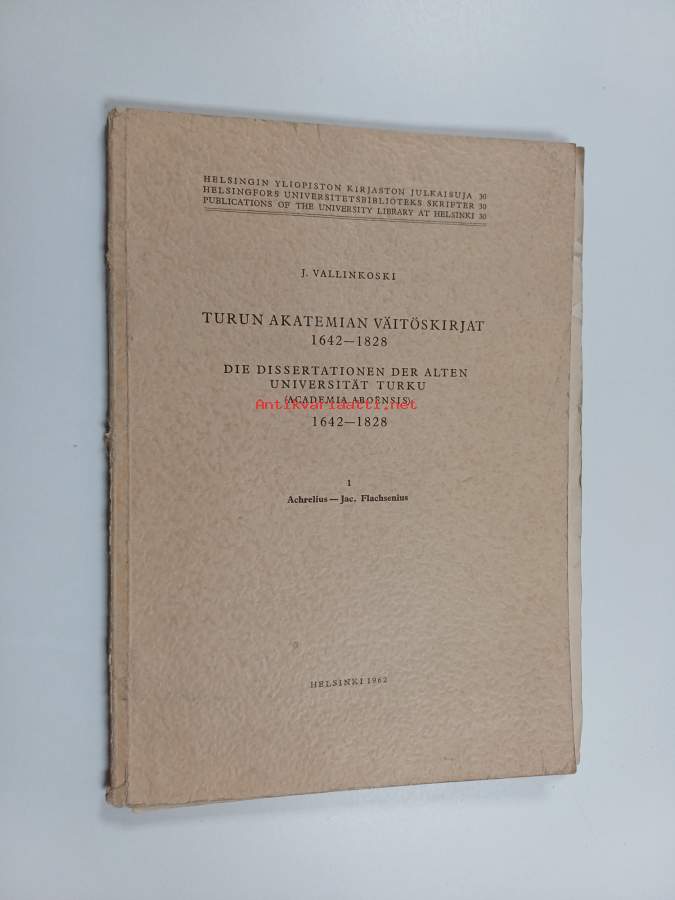 HELSINGIN YLIOPISTON KIRJASTON JULKAISUJA 30
HELSINGFORS UNIVERSITETSBIBLIOTEKS SKRIFTER 30
PUBLICATIONS OF THE UNIVERSITY LIBRARY AT HELSINKI 30
J. VALLINKOSKI
TURUN AKATEMIAN VÄITÖSKIRJAT
1642—1828
DIE DISSERTATIONEN DER ALTEN
UNIVERSITÄT TURKU
(ACADEMIA ABOËNSIS)
Antikvariaatti.net
1642—1828
1
Achrelius — Jac. Flachsenius
HELSINKI 1962